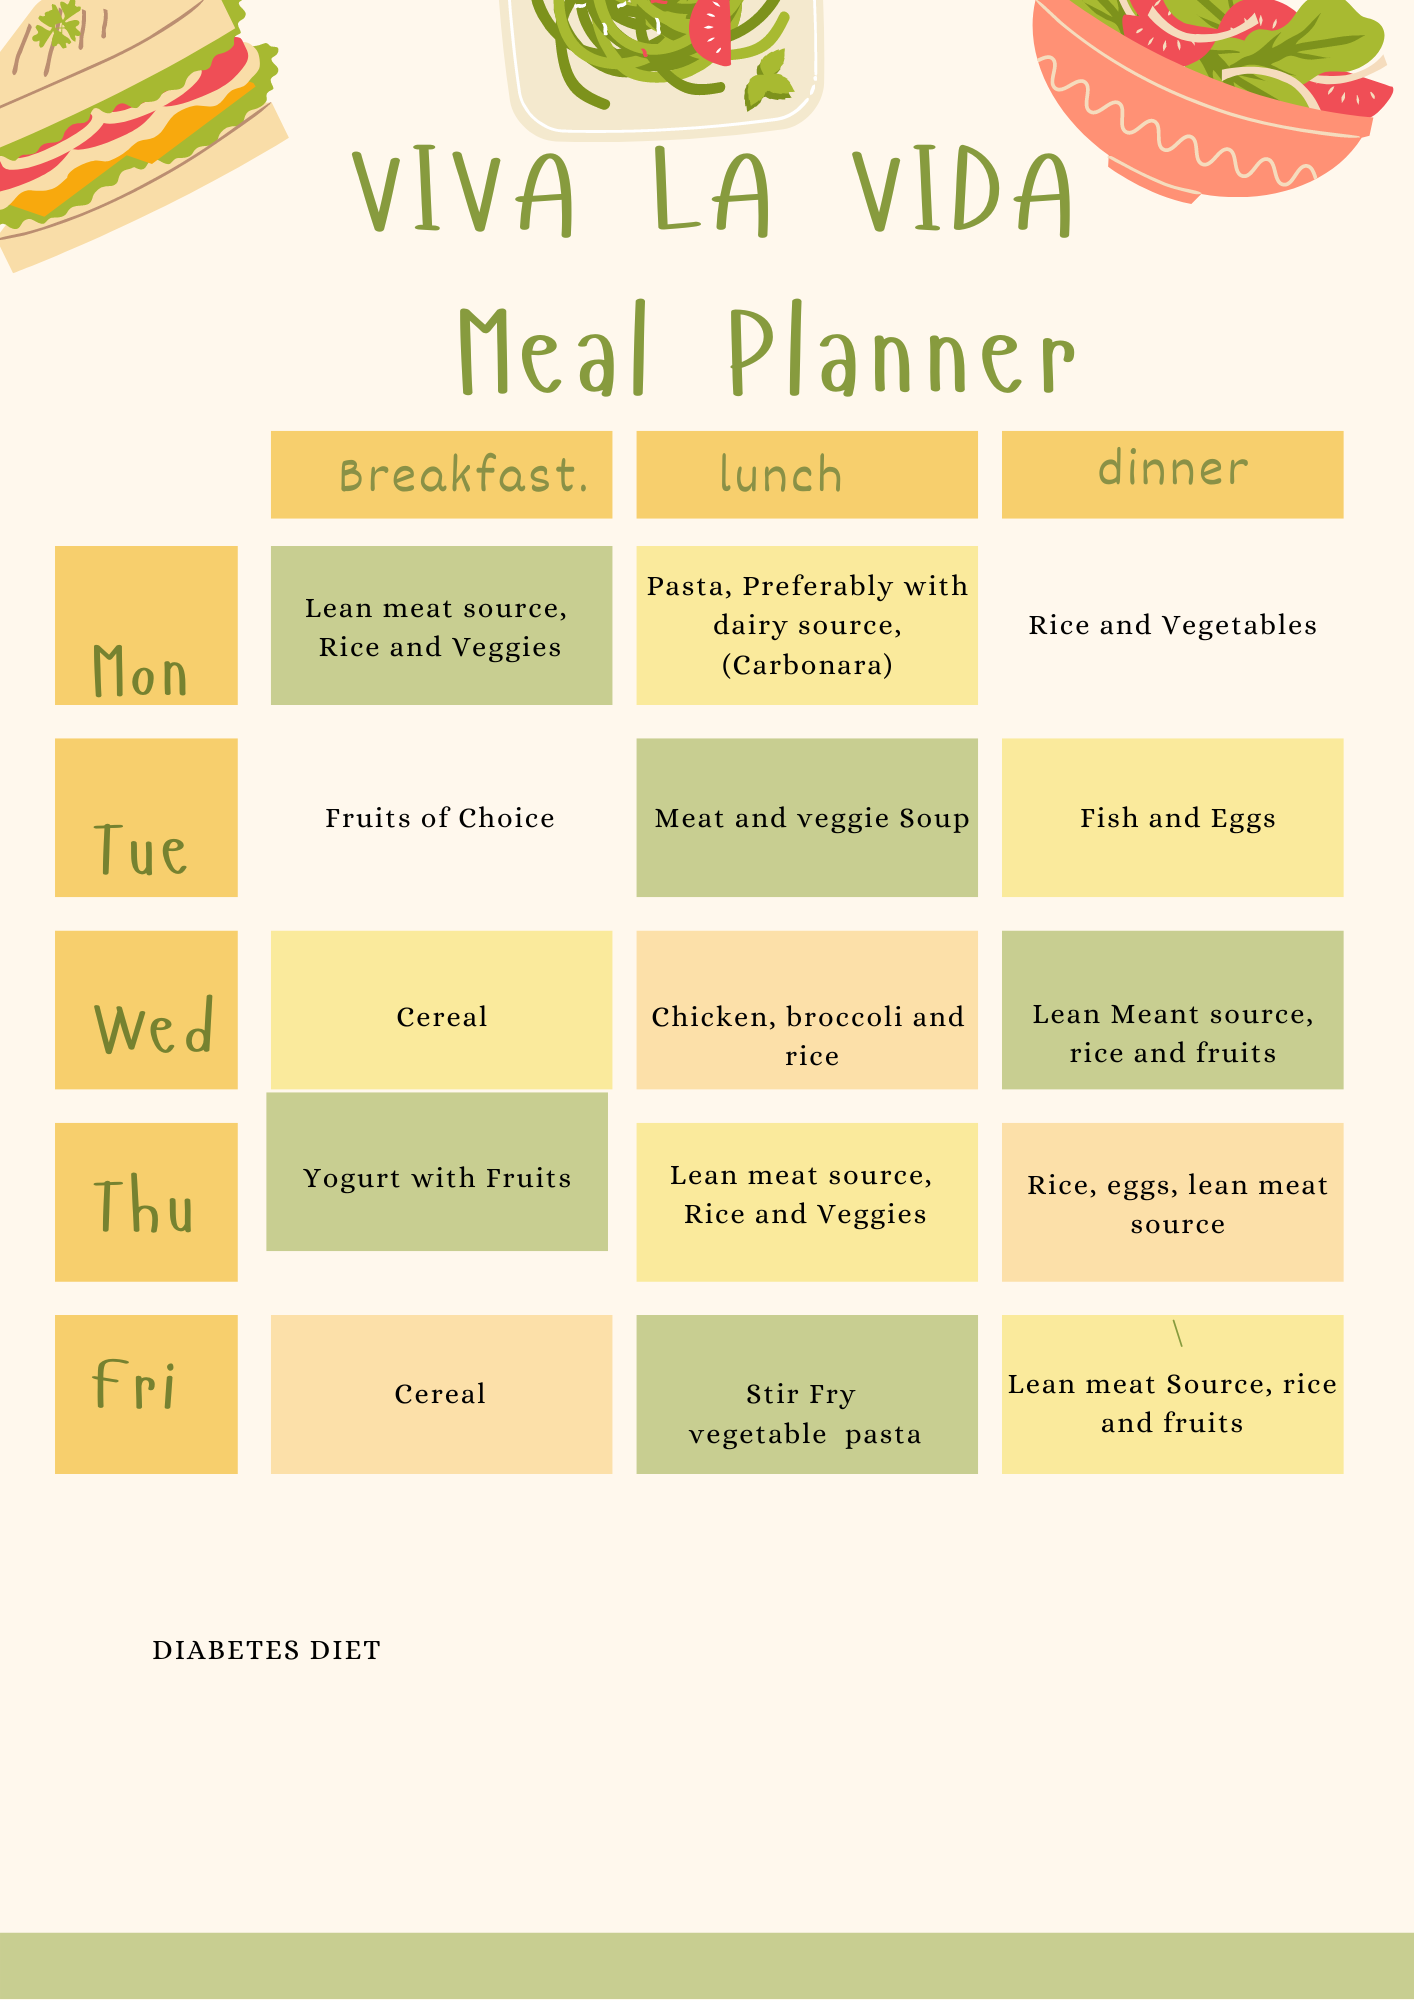 VIVA LA VIDA
Meal Planner
Breakfast.
lunch
dinner
Mon
Lean meat source,
Rice and Veggies
Pasta, Preferably with
dairy source,
(Carbonara)
Rice and Vegetables
Tue
Fruits of Choice
Meat and veggie Soup
Fish and Eggs
Wed
Cereal
Chicken, broccoli and
rice
Lean Meant source,
rice and fruits
Thu
Yogurt with Fruits
Lean meat source,
Rice and Veggies
Rice, eggs, lean meat
source
Fri
Cereal
Stir Fry
vegetable pasta
\
Lean meat Source, rice
and fruits
DIABETES DIET